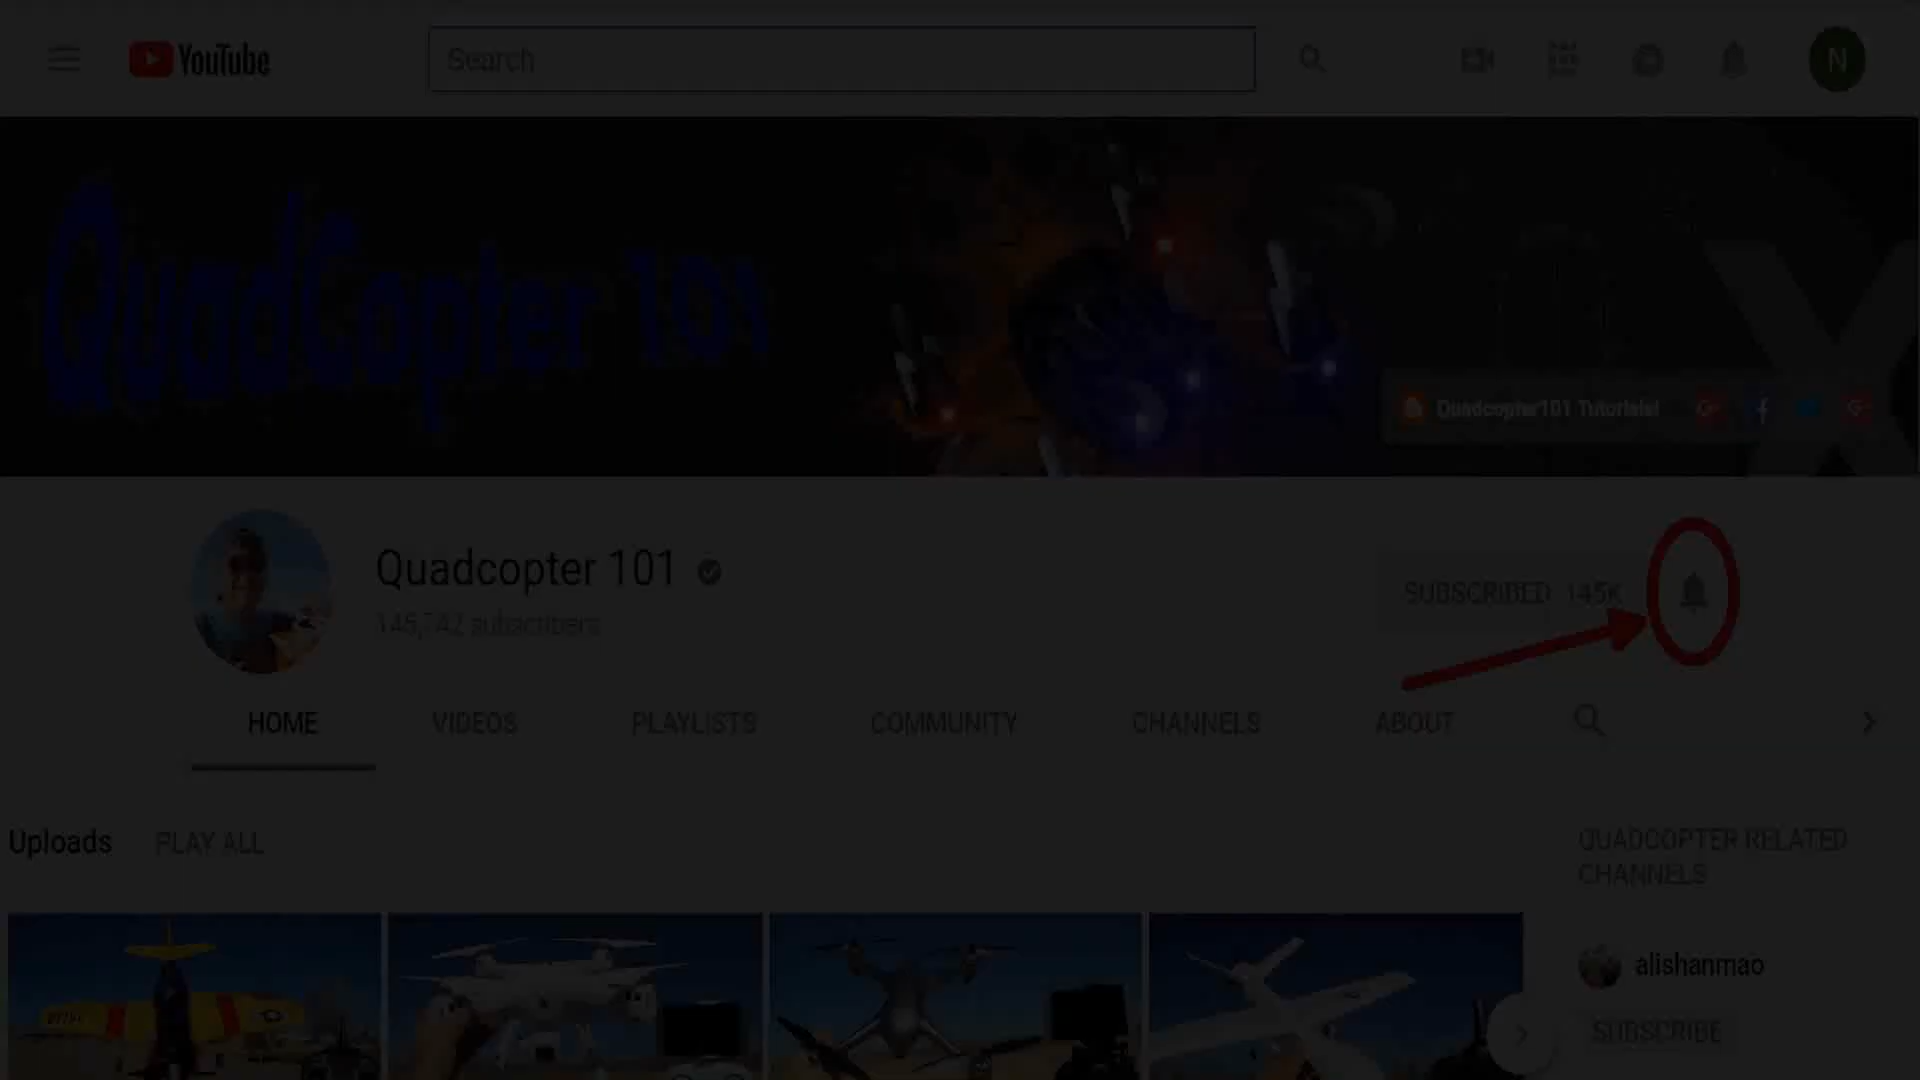 YouTube
Search
N
QuadCopter 101
Quadcopter101 Tutorials!
Quadcopter 101
145,742 subscribers
SUBSCRIBED 145K
HOME
VIDEOS
PLAYLISTS
COMMUNITY
CHANNELS
ABOUT
Uploads
PLAY ALL
QUADCOPTER RELATED
CHANNELS
alishanmao
SUBSCRIBE